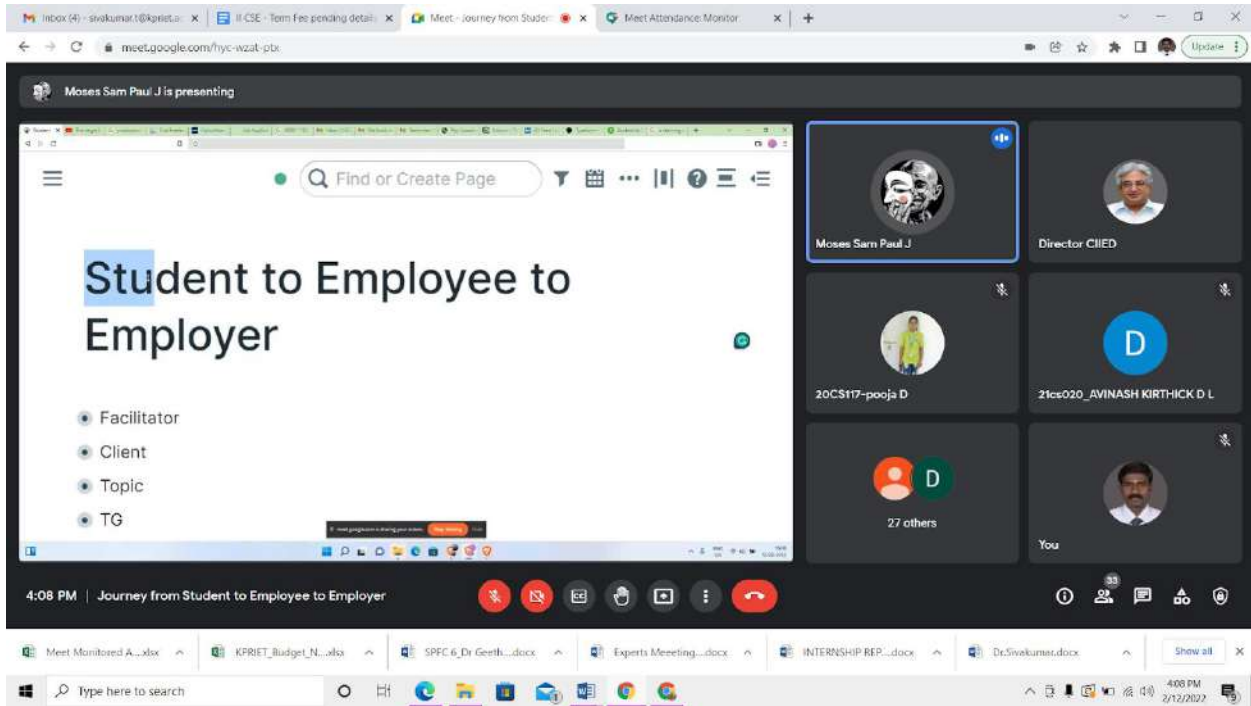 Inbox (4) - sivakumar.t@kpriet.a
II CSE - Term Fee pending detail
Meet - Journey from Studen
Meet Attendance Monitor
meet.google.com/hyc-wzat-ptx
Update
Moses Sam Paul J is presenting
Find or Create Page
Student to Employee to
Employer
Facilitator
Client
Topic
TG
Moses Sam Paul J
Director CIIED
20CS117-pooja D
D
21cs020_AVINASH KIRTHICK D L
D
27 others
You
4:08 PM | Journey from Student to Employee to Employer
33
Meet Monitored A....xlsx
KPRIET_Budget_N...xlsx
SPFC 6_Dr Geeth....docx
Experts Meeeting....docx
INTERNSHIP REP....docx
Dr.Sivakumar.docx
Show all
Type here to search
4:08 PM
2/12/2022